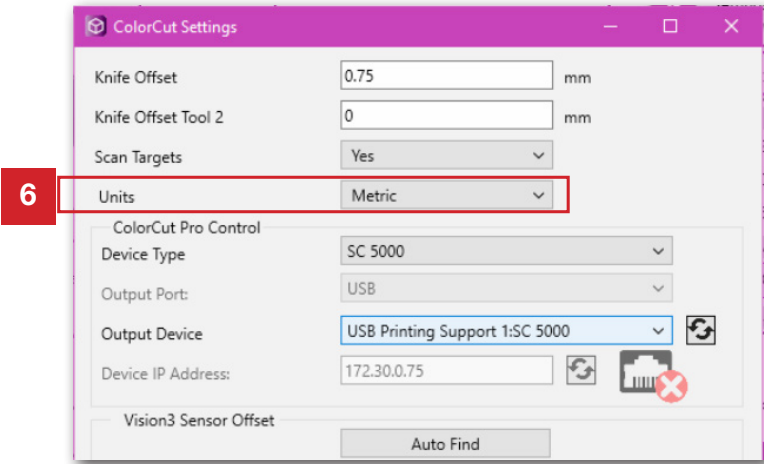 ColorCut Settings
Knife Offset 0.75 mm
Knife Offset Tool 2 0 mm
Scan Targets Yes
6 Units Metric
ColorCut Pro Control
Device Type SC 5000
Output Port: USB
Output Device USB Printing Support 1:SC 5000
Device IP Address: 172.30.0.75
Vision3 Sensor Offset
Auto Find